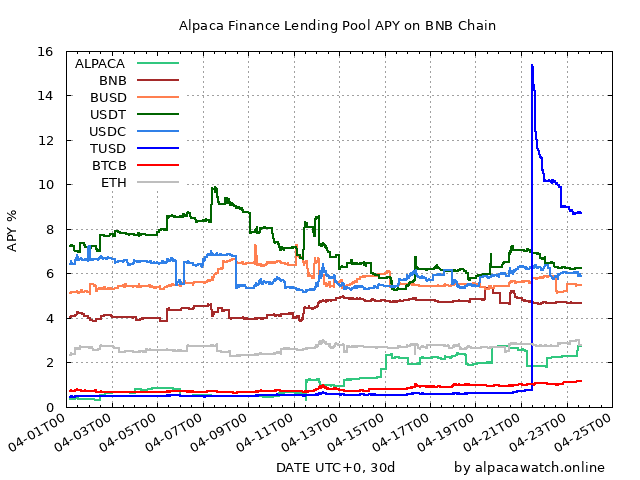 Alpaca Finance Lending Pool APY on BNB Chain
APY %
16
14
12
10
8
6
4
2
0
ALPACA
BNB
BUSD
USDT
USDC
TUSD
BTCB
ETH
04-01T00
04-03T00
04-05T00
04-07T00
04-09T00
04-11T00
04-13T00
04-15T00
04-17T00
04-19T00
04-21T00
04-23T00
04-25T00
DATE UTC+0, 30d
by alpacawatch.online